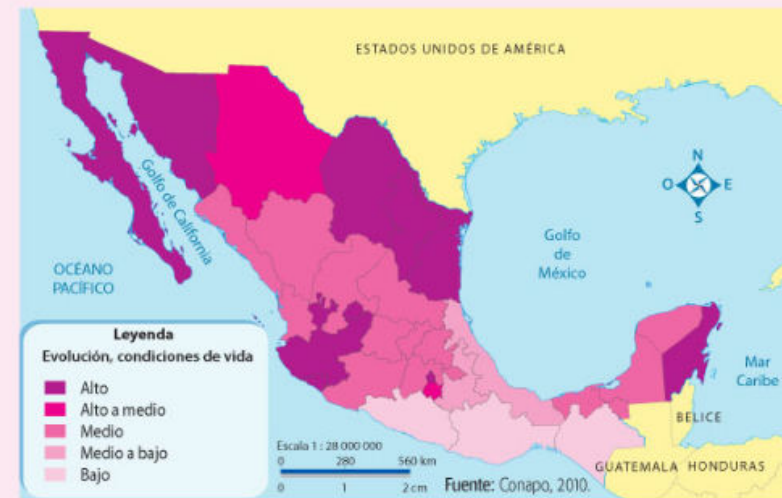 ESTADOS UNIDOS DE AMÉRICA
Golfo de California
N
O
E
S
Golfo
de
México
OCÉANO
PACÍFICO
Mar
Caribe
BELICE
GUATEMALA
HONDURAS
Leyenda
Evolución, condiciones de vida
Alto
Alto a medio
Medio
Medio a bajo
Bajo
Escala 1 : 28 000 000
0 280 560 km
0 1 2 cm
Fuente: Conapo, 2010.